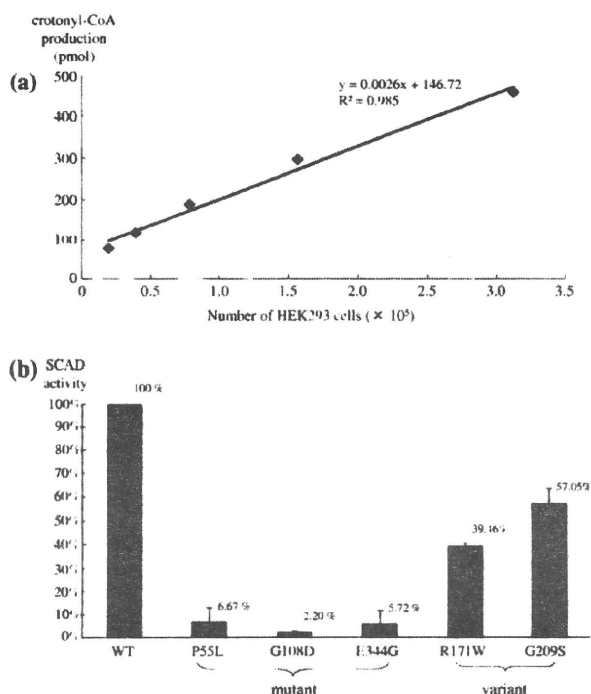 crotonyl-CoA
production
(pmol)
(a)
500
400
300
200
100
0
y = 0.0026x + 146.72
R² = 0.985
0 0.5 1.0 1.5 2.0 2.5 3.0 3.5
Number of HEK293 cells (× 10⁵)
(b)
SCAD
activity
100%
90%
80%
70%
60%
50%
40%
30%
20%
10%
0%
100 %
6.67 %
2.20 %
5.72 %
39.46%
57.05%
WT P55L G108D E344G R171W G209S
mutant variant